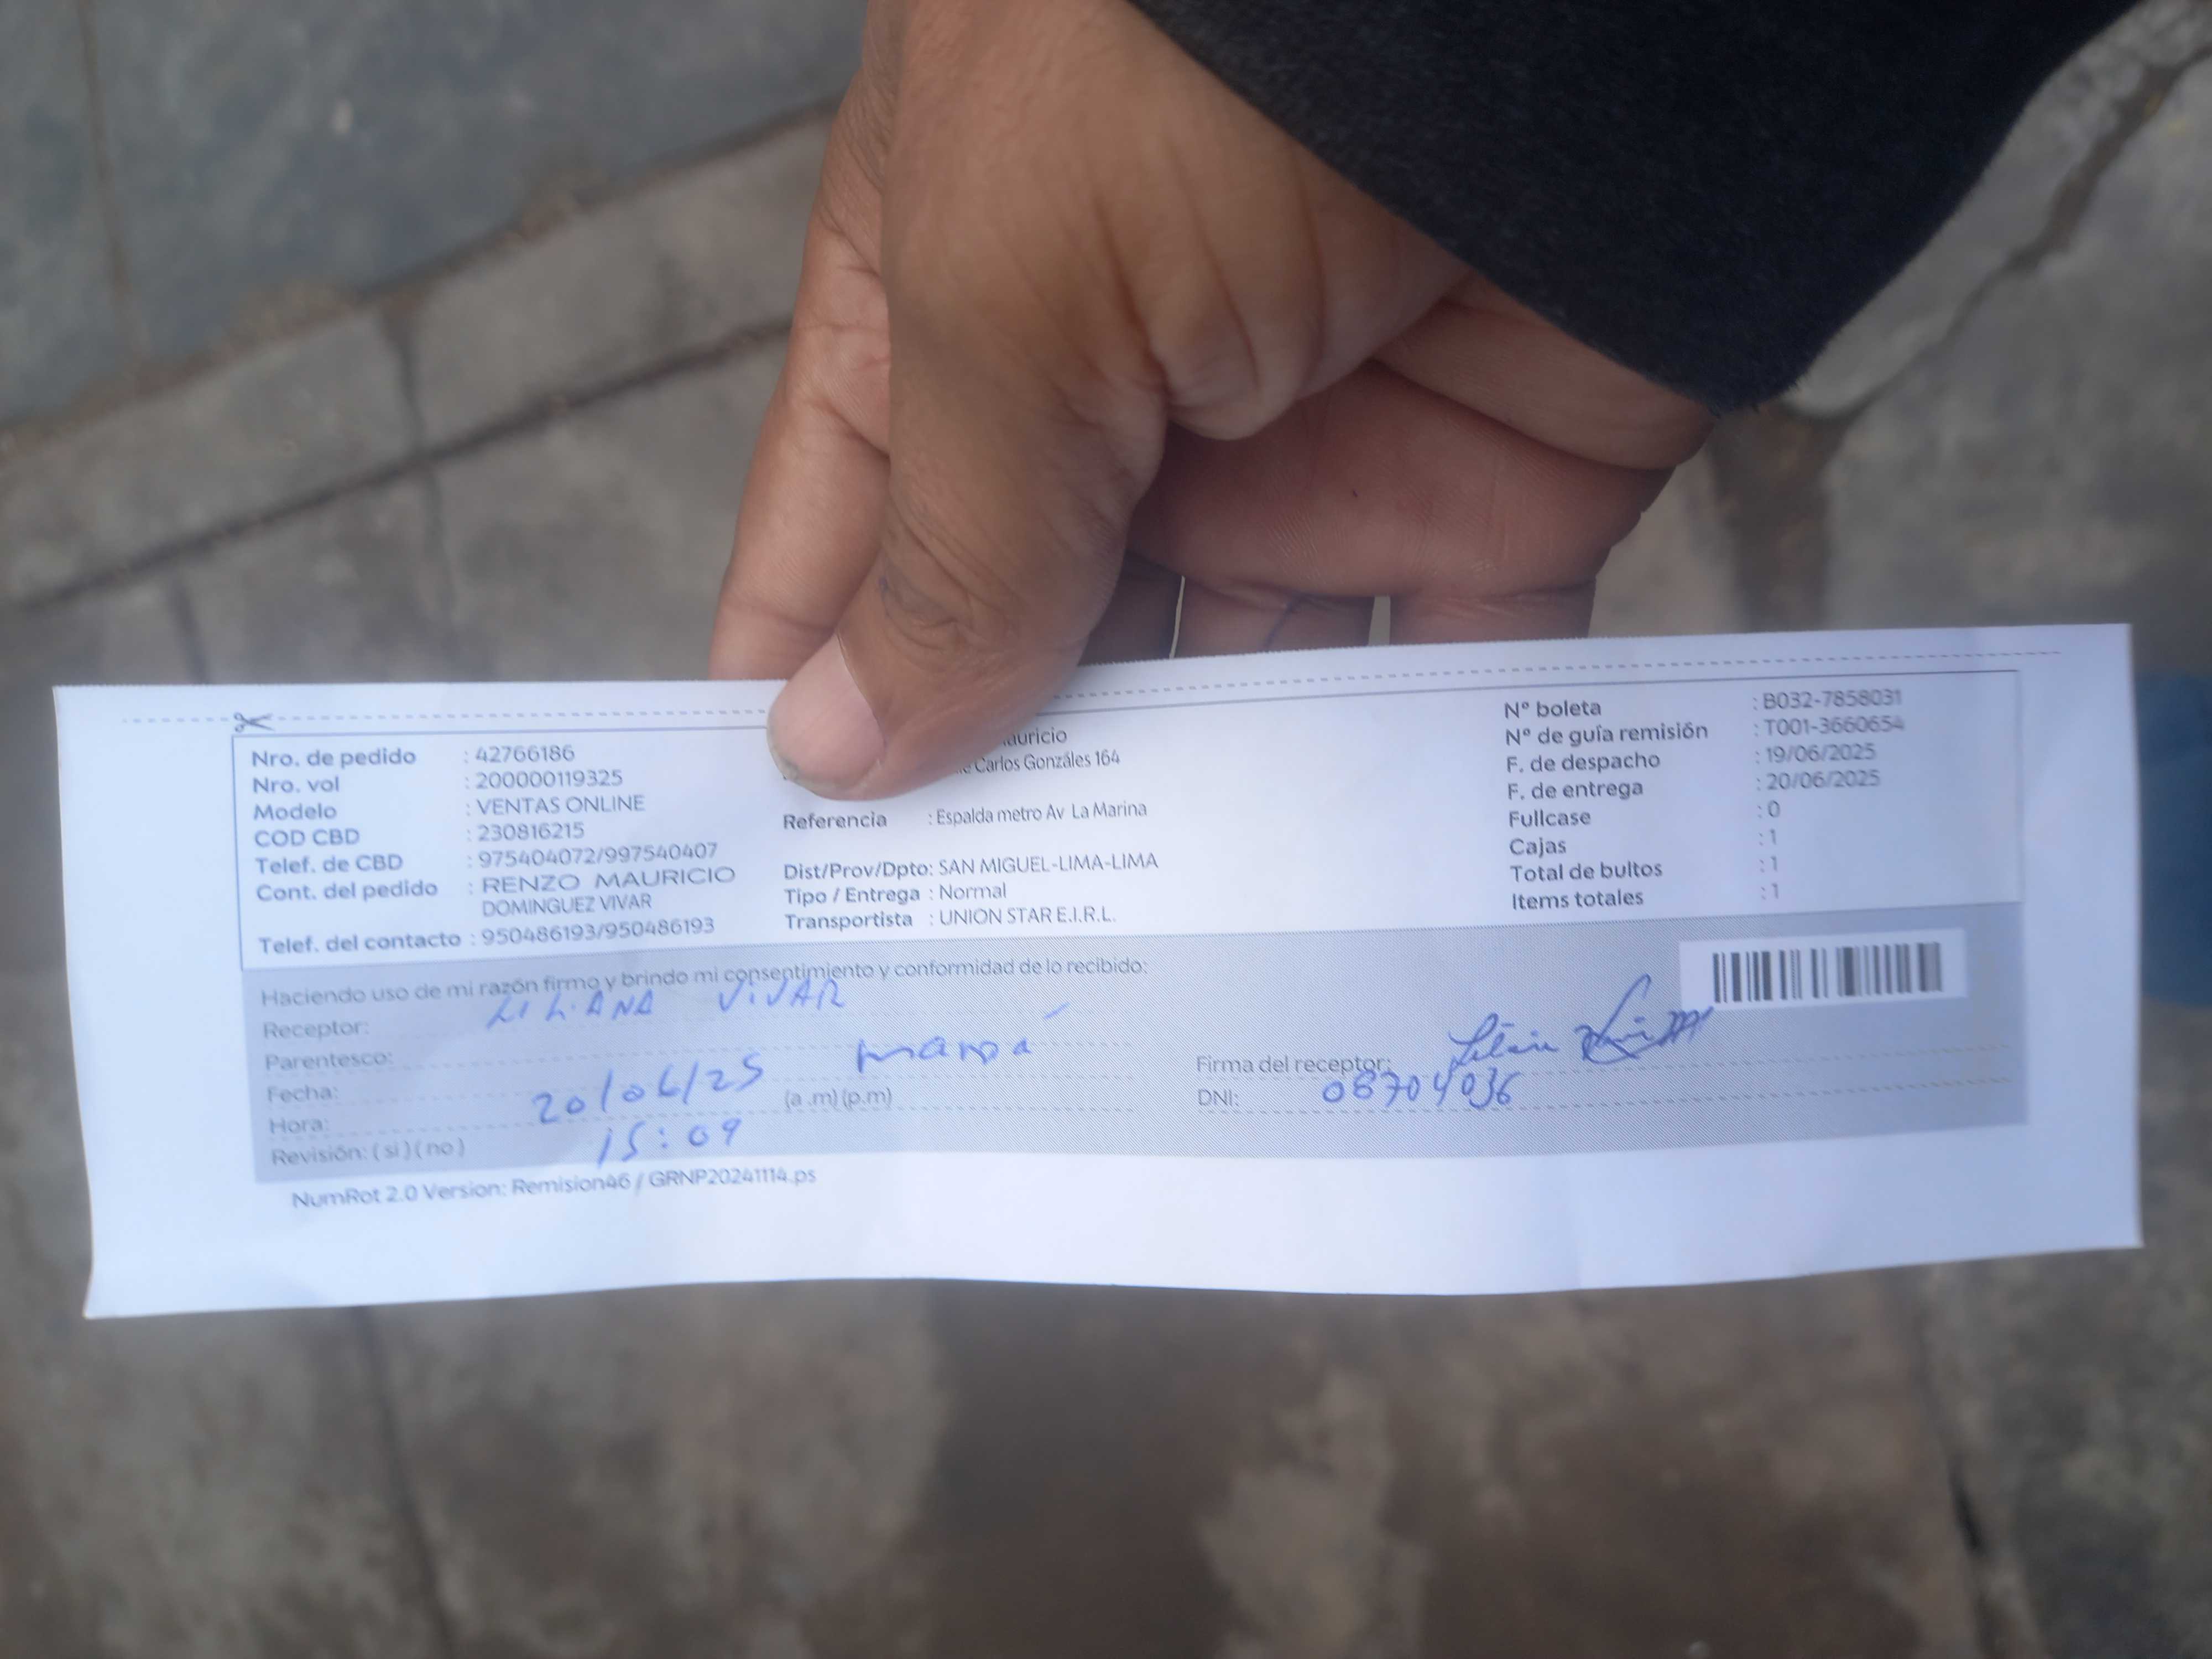 Nro. de pedido : 42766186
Nro. vol : 200000119325
Modelo : VENTAS ONLINE
COD CBD : 230816215
Telef. de CBD : 975404072/997540407
Cont. del pedido : RENZO MAURICIO
DOMINGUEZ VIVAR
Telef. del contacto : 950486193/950486193
Carlos Gonzáles 164
Referencia : Espalda metro Av La Marina
Dist/Prov/Dpto: SAN MIGUEL-LIMA-LIMA
Tipo / Entrega : Normal
Transportista : UNION STAR E.I.R.L.
Nº boleta : B032-7858031
Nº de guía remisión : T001-3660654
F. de despacho : 19/06/2025
F. de entrega : 20/06/2025
Fullcase : 0
Cajas : 1
Total de bultos : 1
Items totales : 1
Haciendo uso de mi razón firmo y brindo mi consentimiento y conformidad de lo recibido:
Receptor: LILIANA VIVAR
Parentesco: mamá
Fecha: 20/06/25
Hora: 15:09 (a .m) (p.m)
Revisión: ( si ) ( no )
Firma del receptor:
DNI: 08704036
NumRot 2.0 Version: Remision46 / GRNP20241114.ps